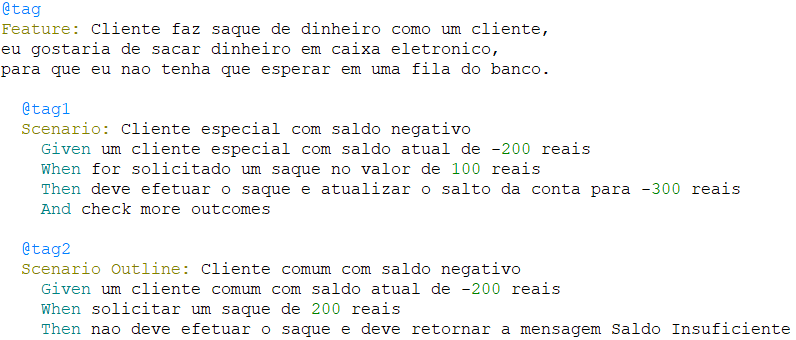 @tag
Feature: Cliente faz saque de dinheiro como um cliente,
eu gostaria de sacar dinheiro em caixa eletronico,
para que eu nao tenha que esperar em uma fila do banco.
@tag1
Scenario: Cliente especial com saldo negativo
Given um cliente especial com saldo atual de -200 reais
When for solicitado um saque no valor de 100 reais
Then deve efetuar o saque e atualizar o salto da conta para -300 reais
And check more outcomes
@tag2
Scenario Outline: Cliente comum com saldo negativo
Given um cliente comum com saldo atual de -200 reais
When solicitar um saque de 200 reais
Then nao deve efetuar o saque e deve retornar a mensagem Saldo Insuficiente